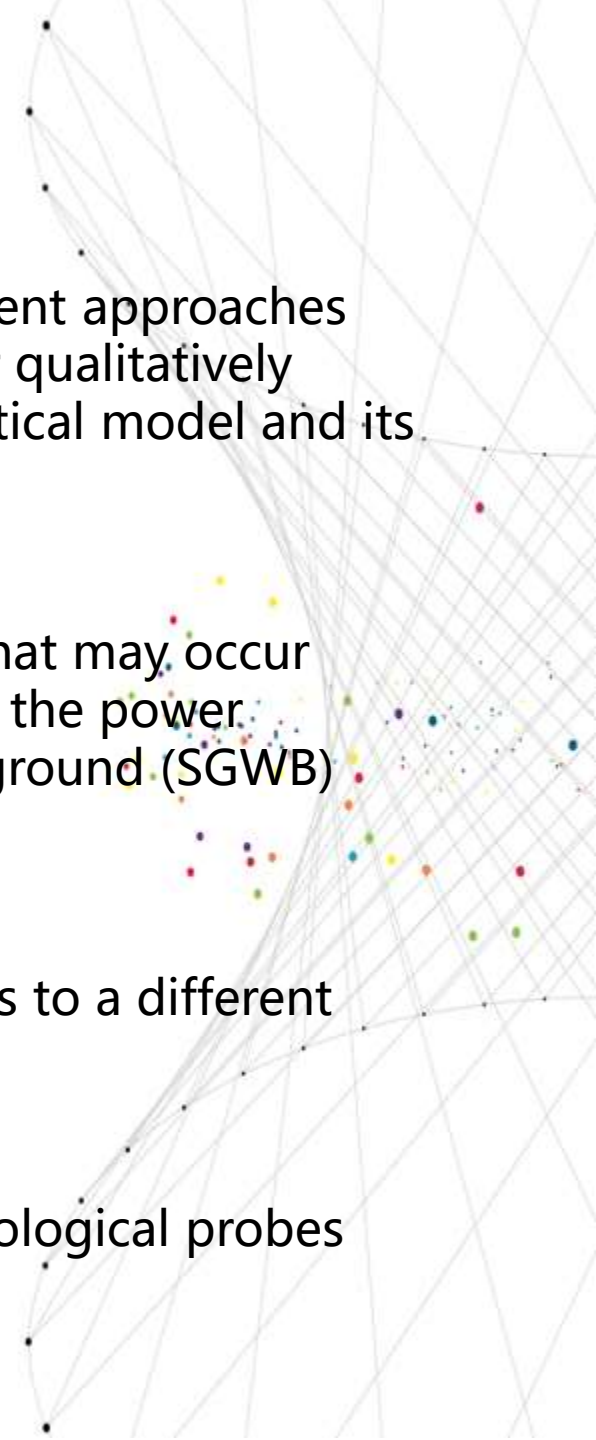 ent approaches
qualitatively
tical model and its
hat may occur
the power
ground (SGWB)
s to a different
ological probes